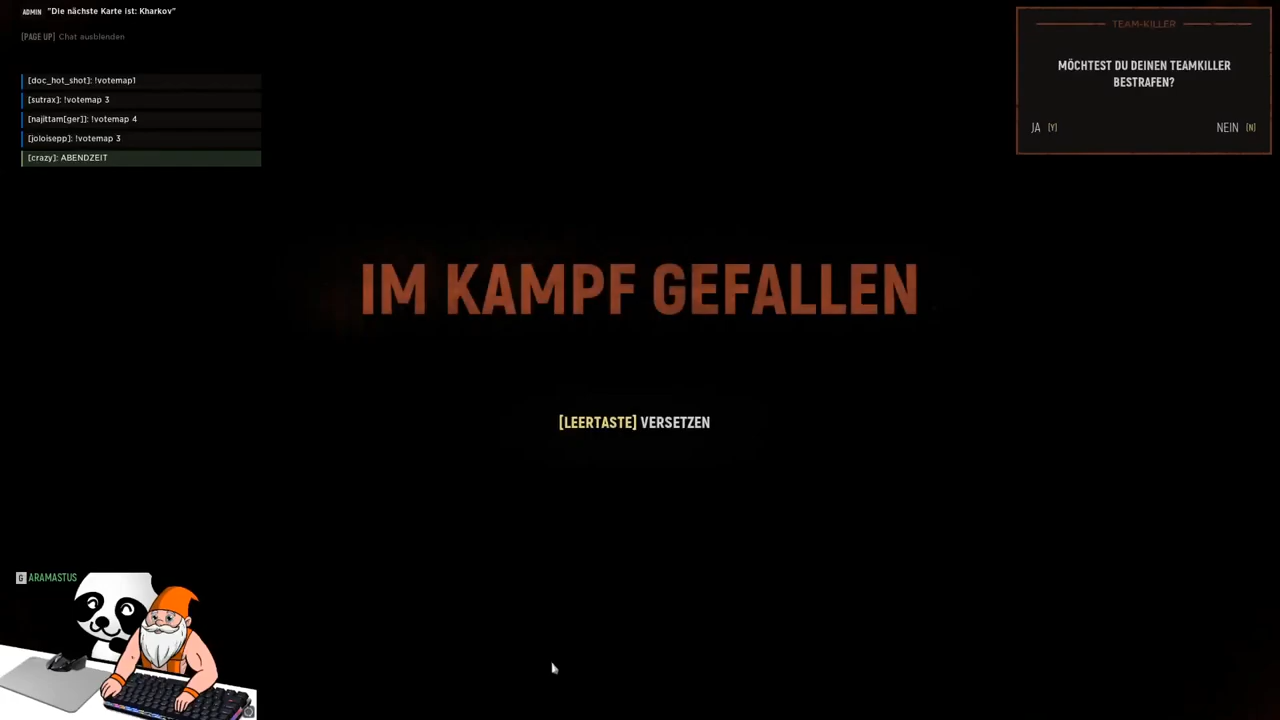 ADMIN "Die nächste Karte ist: Kharkov"
[PAGE UP] Chat ausblenden
[doc_hot_shot]: !votemap1
[sutrax]: !votemap 3
[najittam[ger]]: !votemap 4
[joloisepp]: !votemap 3
[crazy]: ABENDZEIT
TEAM-KILLER
MÖCHTEST DU DEINEN TEAMKILLER
BESTRAFEN?
JA [Y]
NEIN [N]
IM KAMPF GEFALLEN
[LEERTASTE] VERSETZEN
G ARAMASTUS